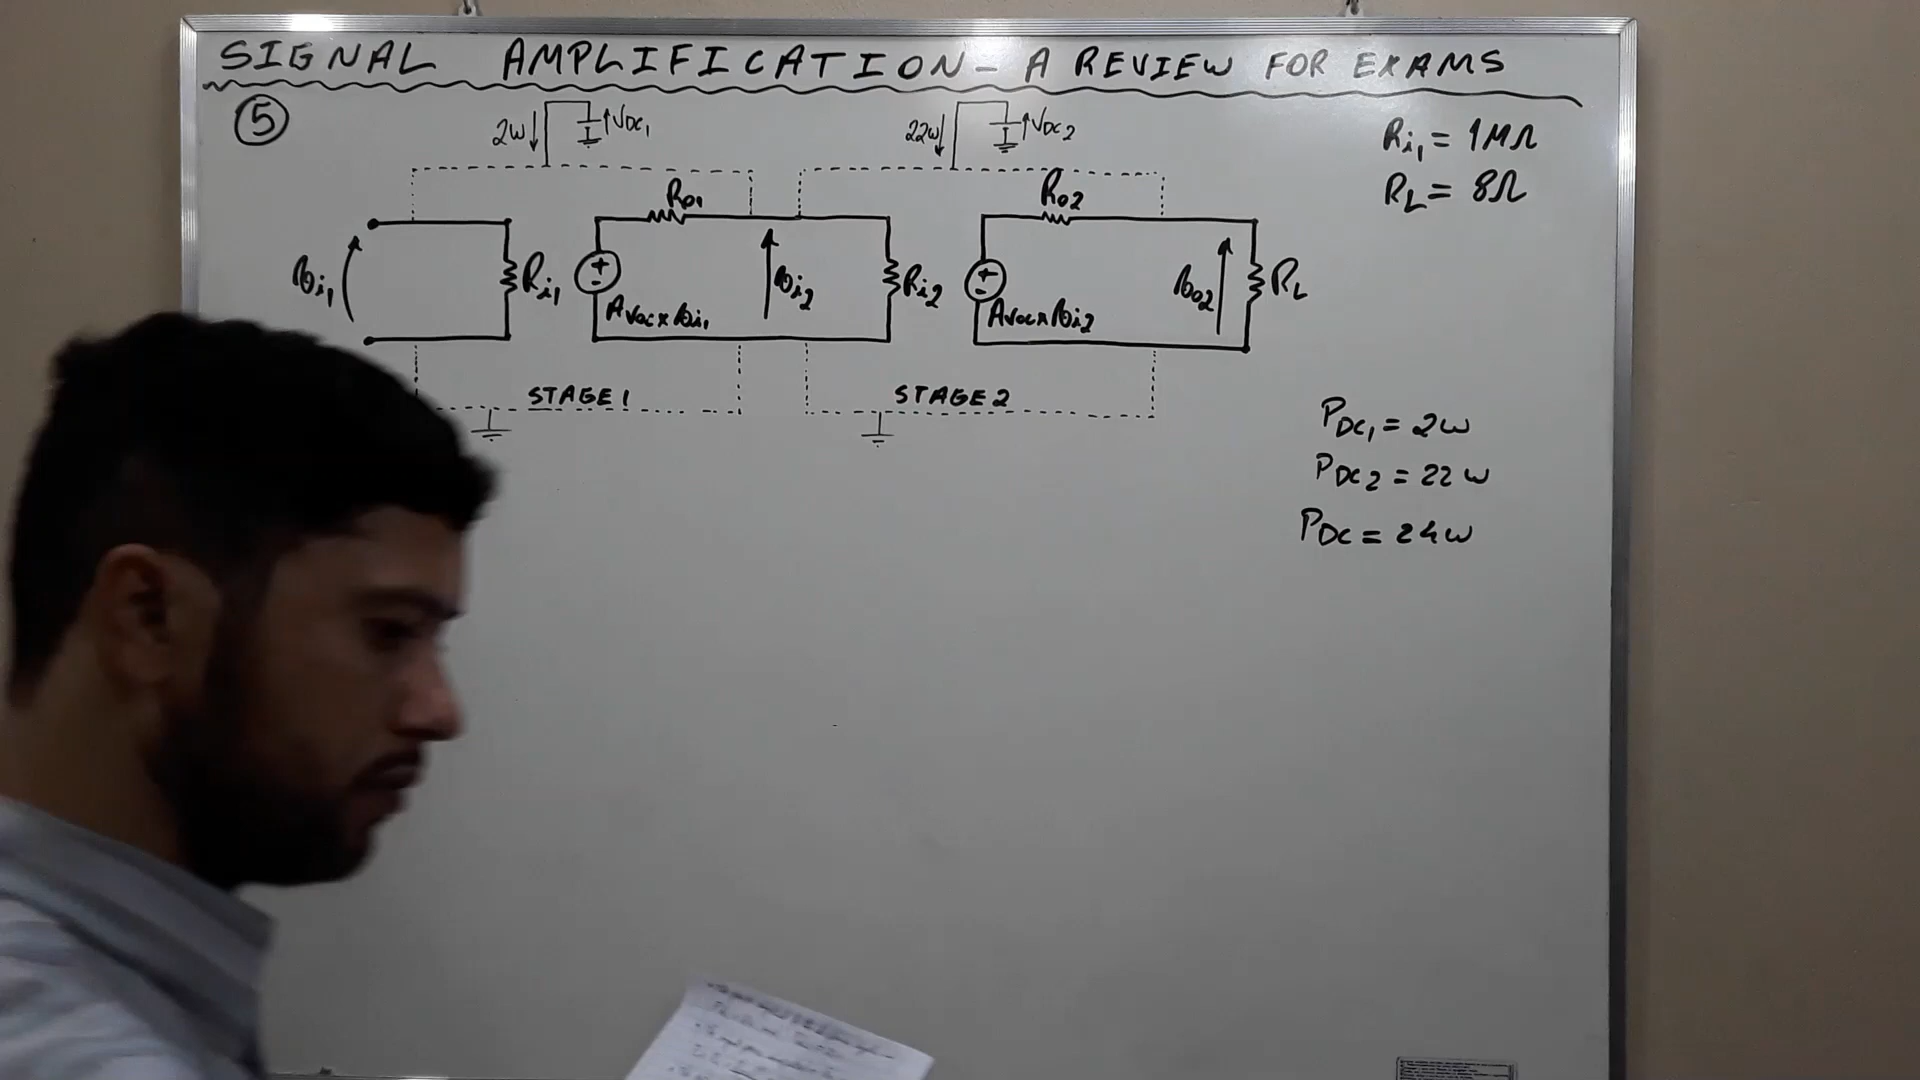 SIGNAL AMPLIFICATION - A REVIEW FOR EXAMS
5
2W VDC1
22W VDC2
Ri1 = 1MΩ
RL = 8Ω
Ro1
Ro2
vi1 Ri1 vi2 Ri2 vo2 RL
Avoc x vi1 Avoc x vi2
STAGE 1 STAGE 2
PDC1 = 2W
PDC2 = 22W
PDC = 24W